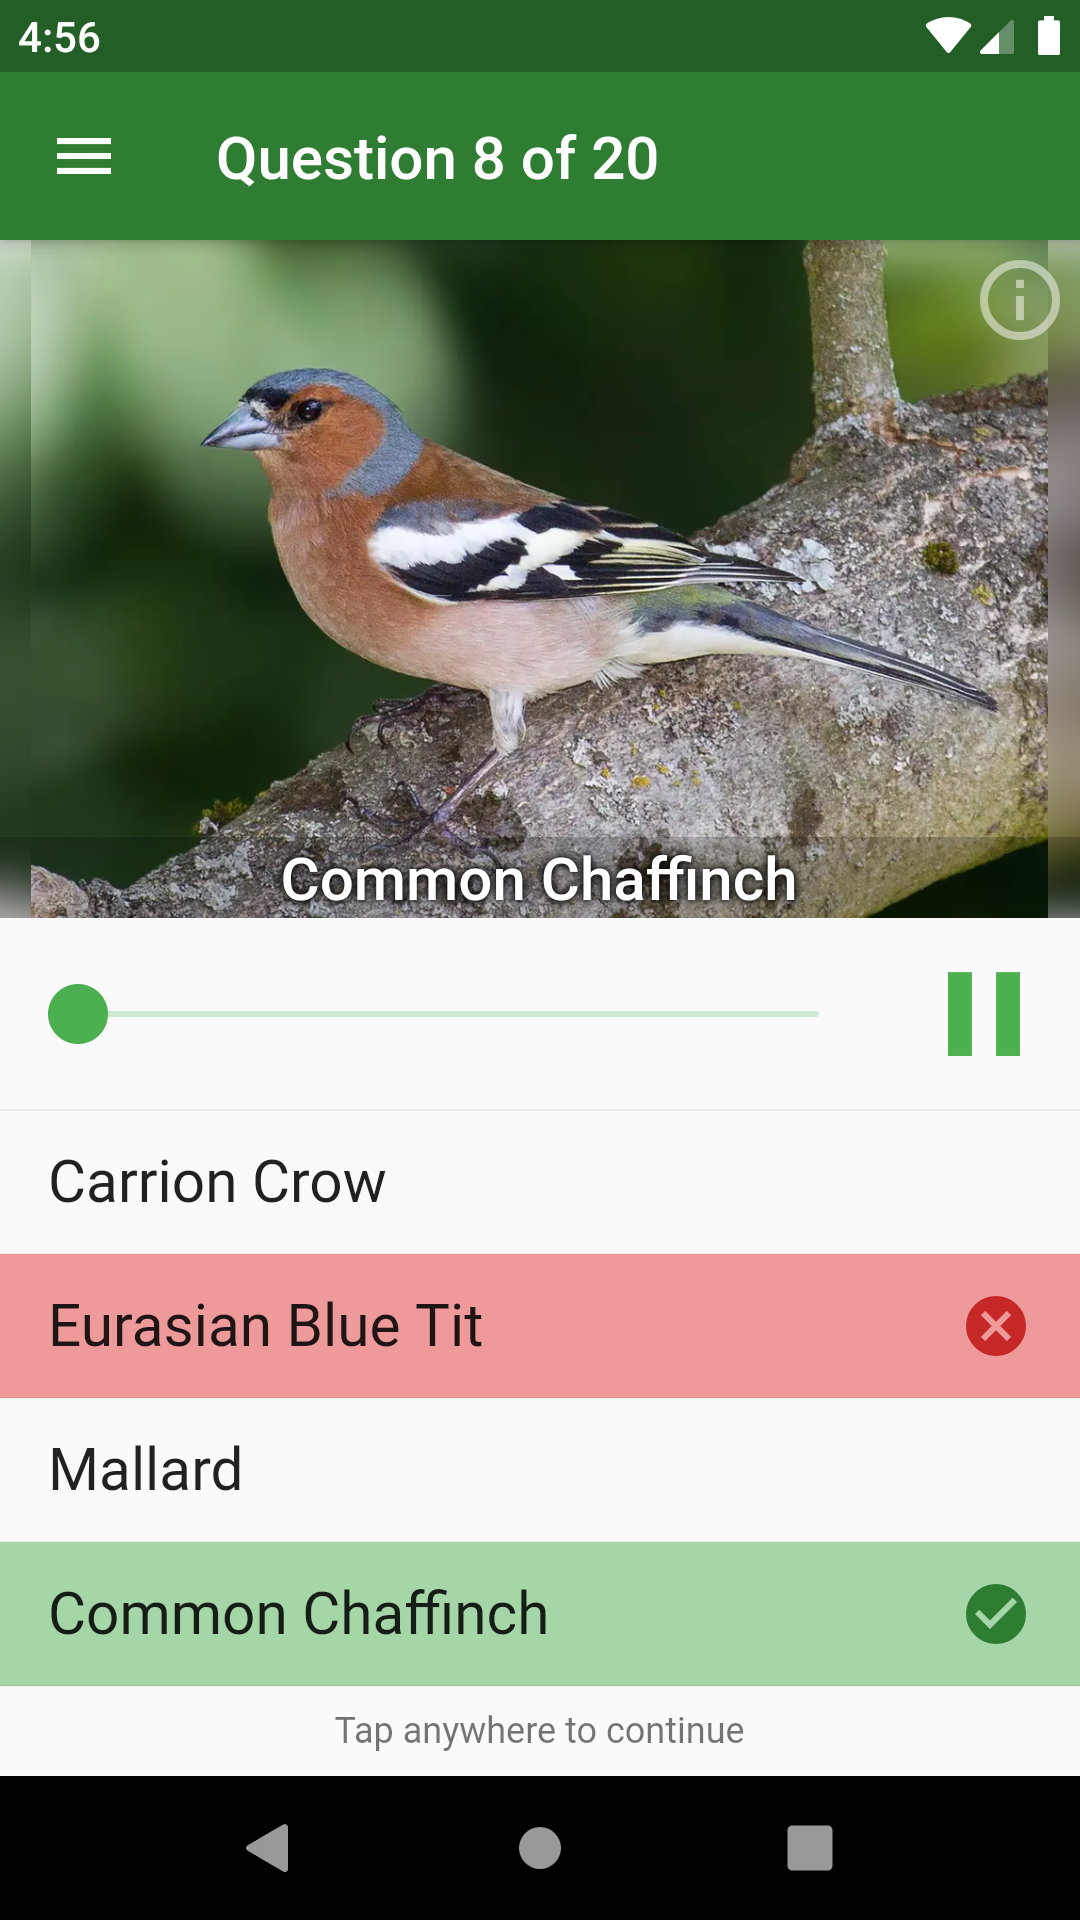 4:56
Question 8 of 20
Common Chaffinch
Carrion Crow
Eurasian Blue Tit
Mallard
Common Chaffinch
Tap anywhere to continue